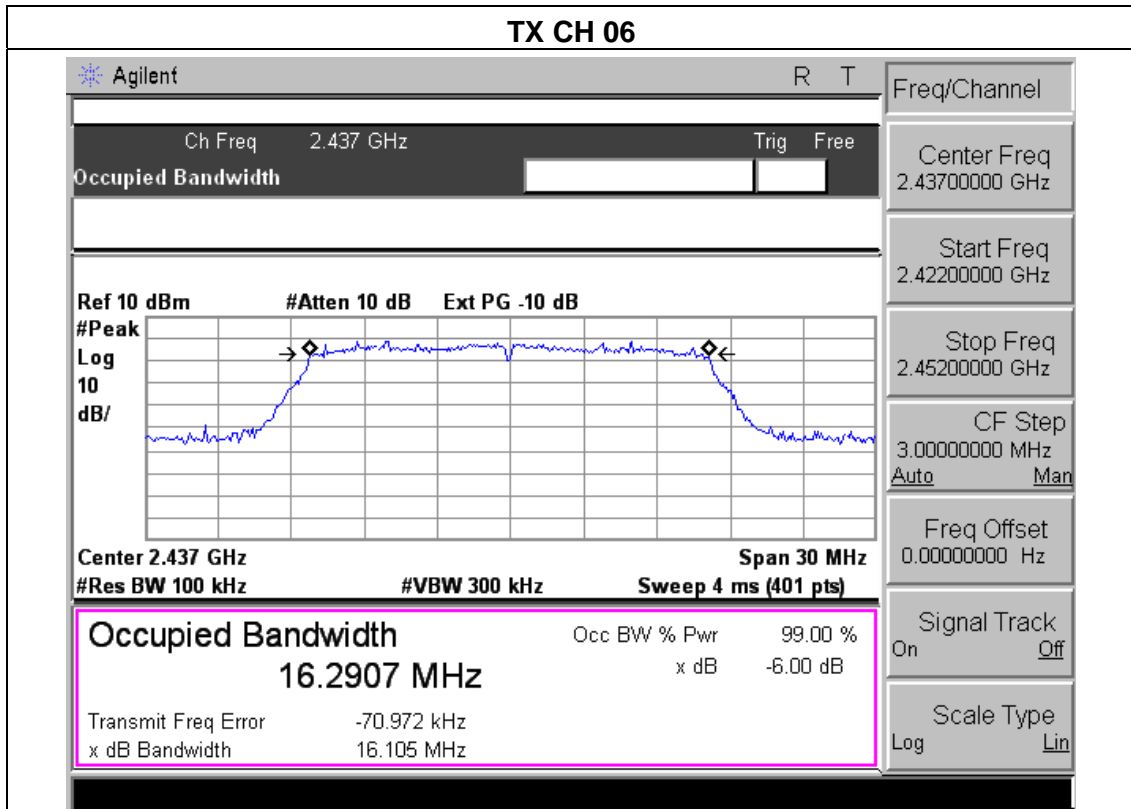 TX CH 06
Agilent R T
Freq/Channel
Ch Freq 2.437 GHz Trig Free
Occupied Bandwidth
Center Freq
2.43700000 GHz
Start Freq
2.42200000 GHz
Ref 10 dBm #Atten 10 dB Ext PG -10 dB
#Peak
Log
10
dB/
Stop Freq
2.45200000 GHz
CF Step
3.00000000 MHz
Auto Man
Center 2.437 GHz Span 30 MHz
#Res BW 100 kHz #VBW 300 kHz Sweep 4 ms (401 pts)
Freq Offset
0.00000000 Hz
Occupied Bandwidth Occ BW % Pwr 99.00 %
16.2907 MHz x dB -6.00 dB
Transmit Freq Error -70.972 kHz
x dB Bandwidth 16.105 MHz
Signal Track
On Off
Scale Type
Log Lin